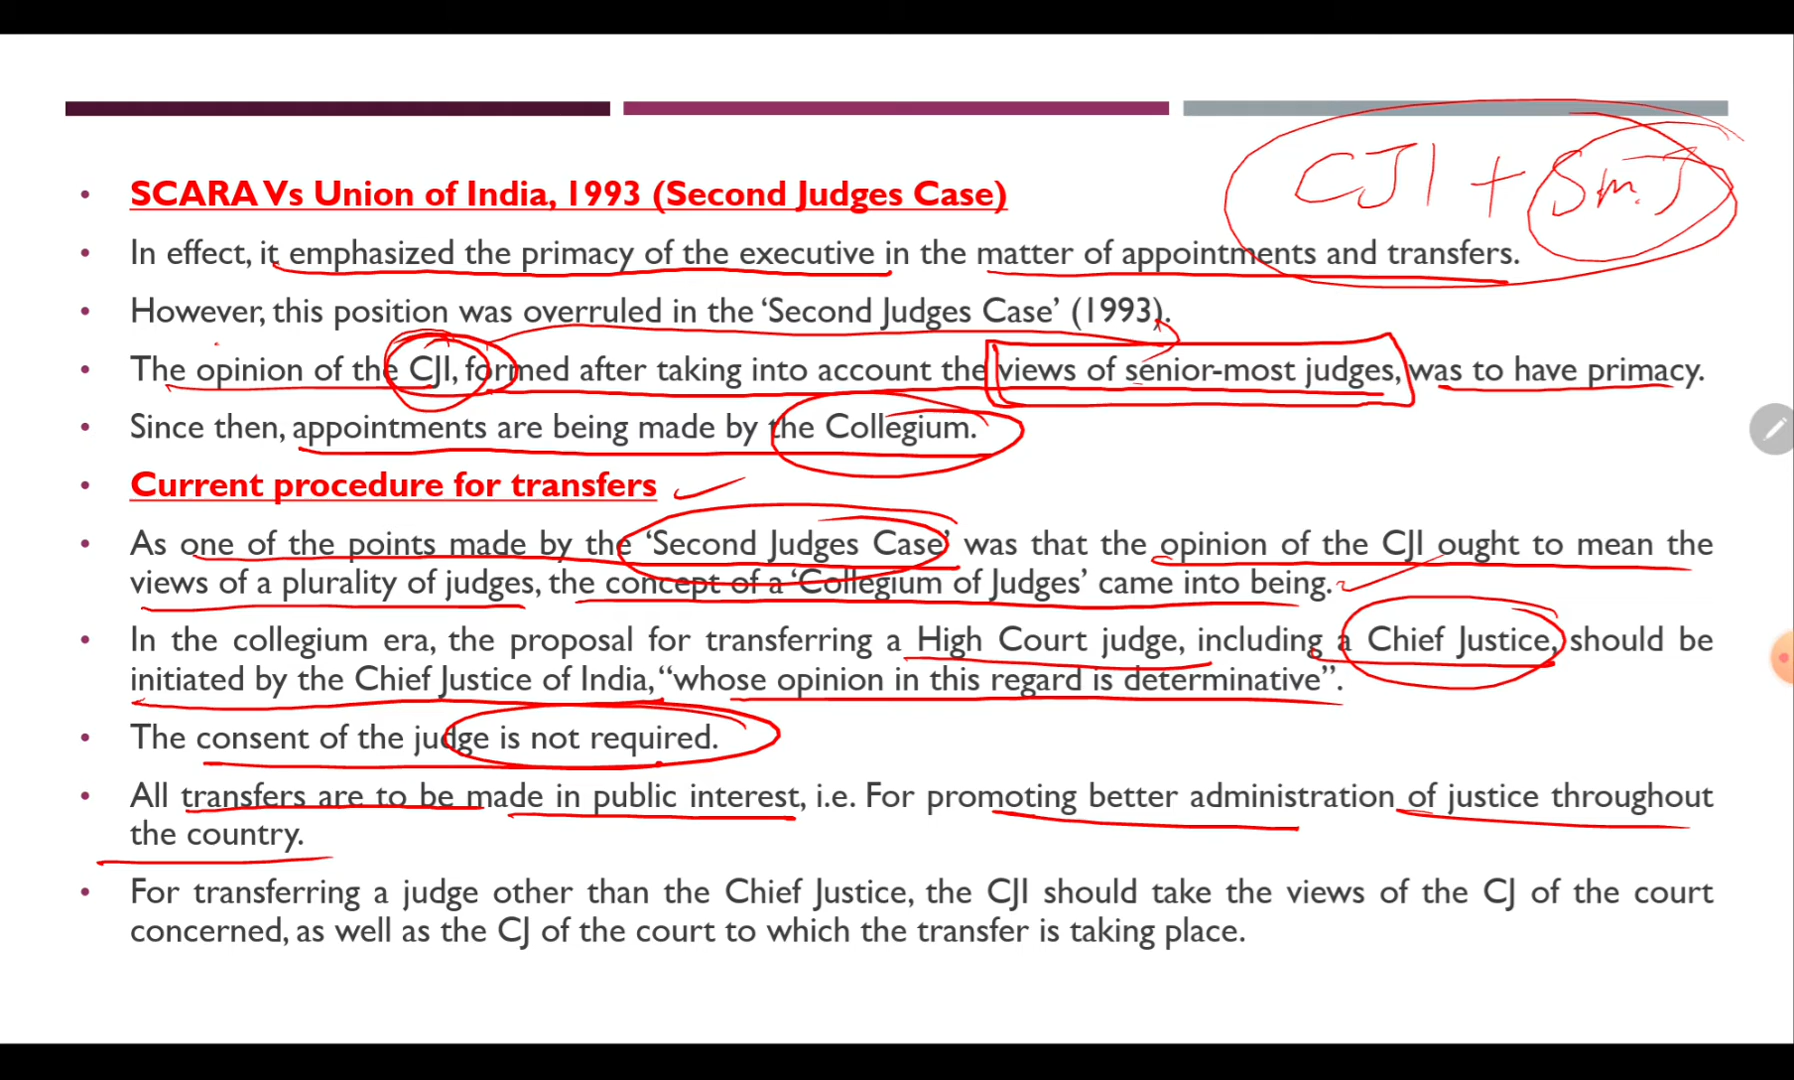 CJI + Sm.J
• SCARA Vs Union of India, 1993 (Second Judges Case)
• In effect, it emphasized the primacy of the executive in the matter of appointments and transfers.
• However, this position was overruled in the ‘Second Judges Case’ (1993).
• The opinion of the CJI, formed after taking into account the views of senior-most judges, was to have primacy.
• Since then, appointments are being made by the Collegium.
• Current procedure for transfers
• As one of the points made by the ‘Second Judges Case’ was that the opinion of the CJI ought to mean the
views of a plurality of judges, the concept of a ‘Collegium of Judges’ came into being.
• In the collegium era, the proposal for transferring a High Court judge, including a Chief Justice, should be
initiated by the Chief Justice of India, “whose opinion in this regard is determinative”.
• The consent of the judge is not required.
• All transfers are to be made in public interest, i.e. For promoting better administration of justice throughout
the country.
• For transferring a judge other than the Chief Justice, the CJI should take the views of the CJ of the court
concerned, as well as the CJ of the court to which the transfer is taking place.